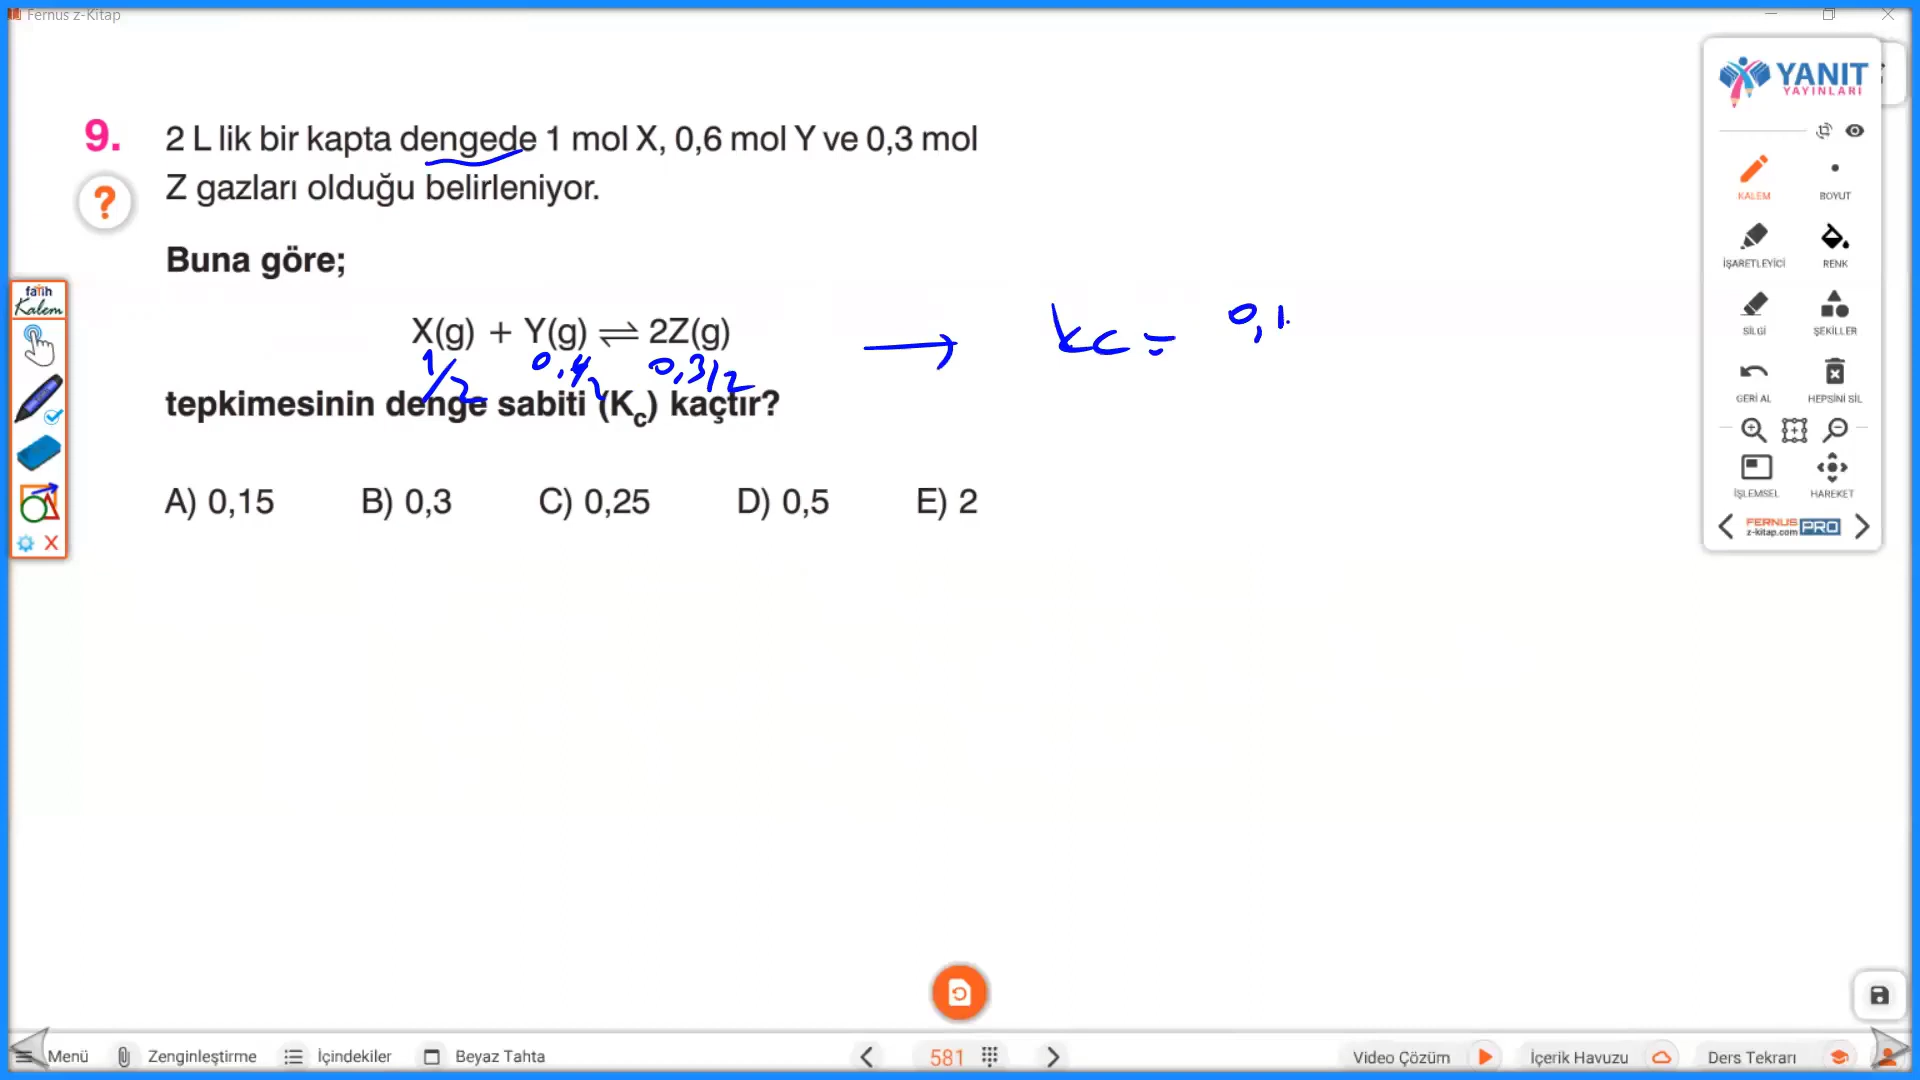 Fernus z-Kitap
9. 2 L lik bir kapta dengede 1 mol X, 0,6 mol Y ve 0,3 mol
Z gazları olduğu belirleniyor.
?
Buna göre;
X(g) + Y(g) ⇌ 2Z(g) → kc = 0,1
1/2 0,3/2
tepkimesinin denge sabiti (Kc) kaçtır?
A) 0,15 B) 0,3 C) 0,25 D) 0,5 E) 2
fatih
Kalem
X
YANIT
YAYINLARI
KALEM BOYUT
İŞARETLEYİCİ RENK
SİLGİ ŞEKİLLER
GERİ AL HEPSİNİ SİL
İŞLEMSEL HAREKET
FERNUS PRO
z-kitap.com
Menü Zenginleştirme İçindekiler Beyaz Tahta 581 Video Çözüm İçerik Havuzu Ders Tekrarı